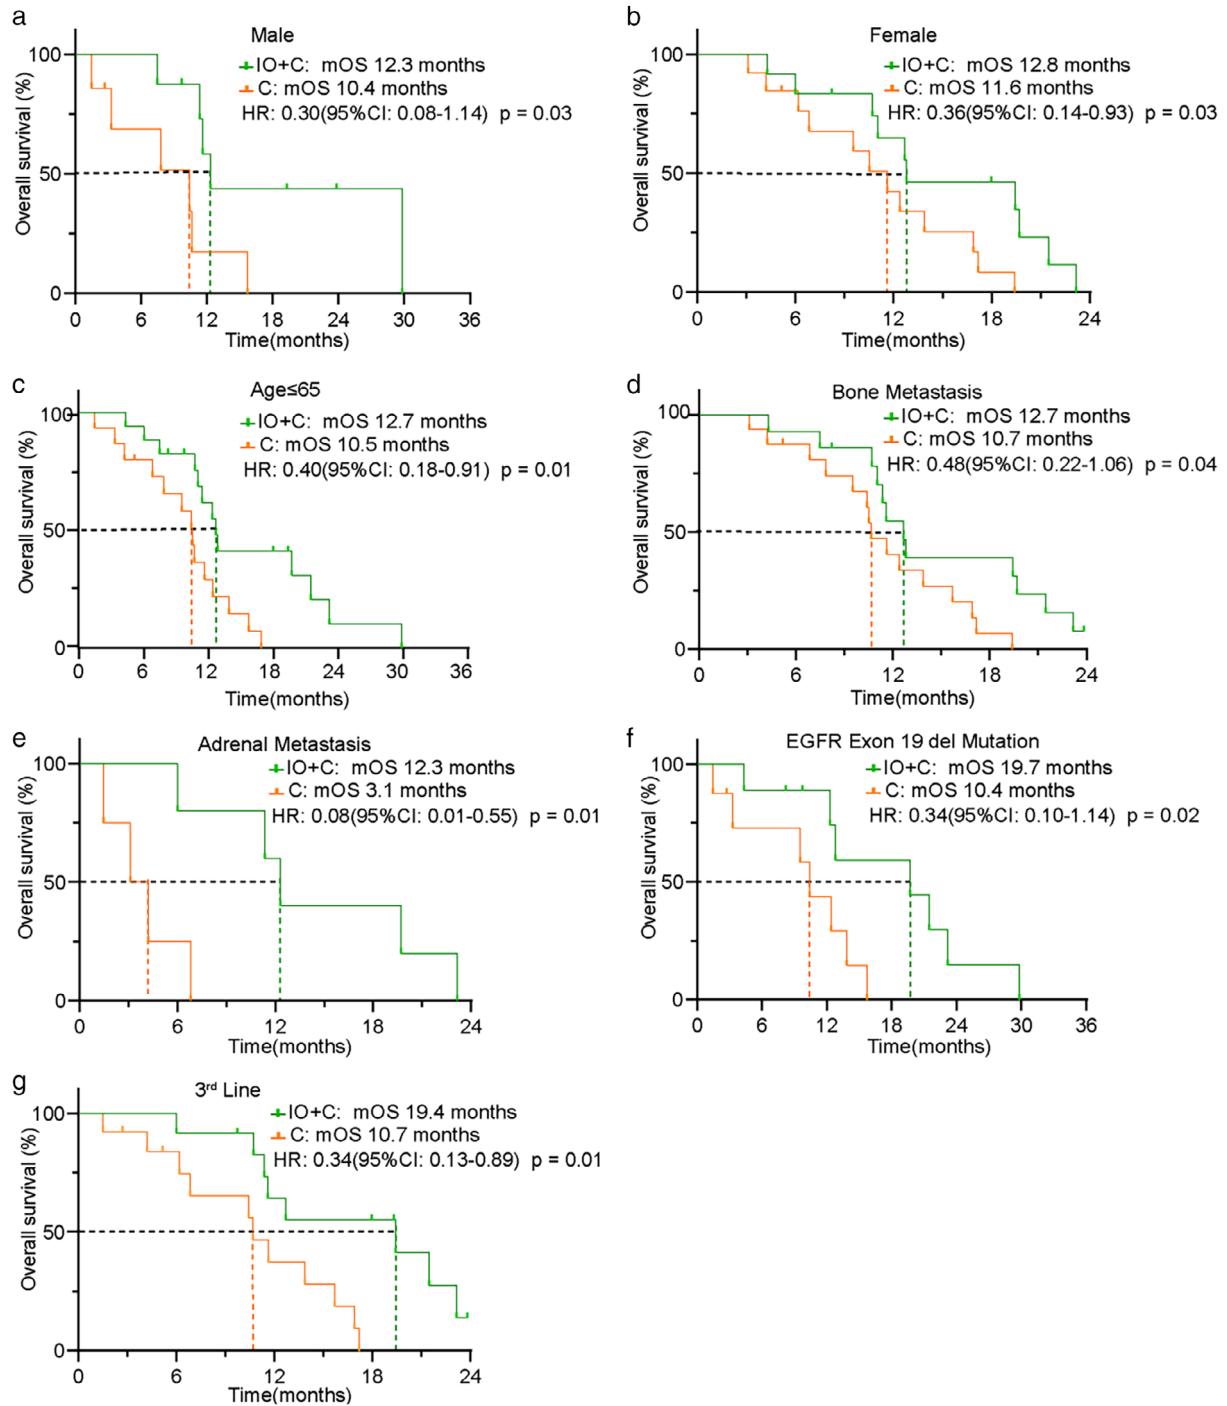 a
Male
IO+C: mOS 12.3 months
C: mOS 10.4 months
HR: 0.30(95%CI: 0.08-1.14) p = 0.03
Overall survival (%)
100
50
0
0 6 12 18 24 30 36
Time(months)
b
Female
IO+C: mOS 12.8 months
C: mOS 11.6 months
HR: 0.36(95%CI: 0.14-0.93) p = 0.03
Overall survival (%)
100
50
0
0 6 12 18 24
Time(months)
c
Age≤65
IO+C: mOS 12.7 months
C: mOS 10.5 months
HR: 0.40(95%CI: 0.18-0.91) p = 0.01
Overall survival (%)
100
50
0
0 6 12 18 24 30 36
Time(months)
d
Bone Metastasis
IO+C: mOS 12.7 months
C: mOS 10.7 months
HR: 0.48(95%CI: 0.22-1.06) p = 0.04
Overall survival (%)
100
50
0
0 6 12 18 24
Time(months)
e
Adrenal Metastasis
IO+C: mOS 12.3 months
C: mOS 3.1 months
HR: 0.08(95%CI: 0.01-0.55) p = 0.01
Overall survival (%)
100
50
0
0 6 12 18 24
Time(months)
f
EGFR Exon 19 del Mutation
IO+C: mOS 19.7 months
C: mOS 10.4 months
HR: 0.34(95%CI: 0.10-1.14) p = 0.02
Overall survival (%)
100
50
0
0 6 12 18 24 30 36
Time(months)
g
3rd Line
IO+C: mOS 19.4 months
C: mOS 10.7 months
HR: 0.34(95%CI: 0.13-0.89) p = 0.01
Overall survival (%)
100
50
0
0 6 12 18 24
Time(months)